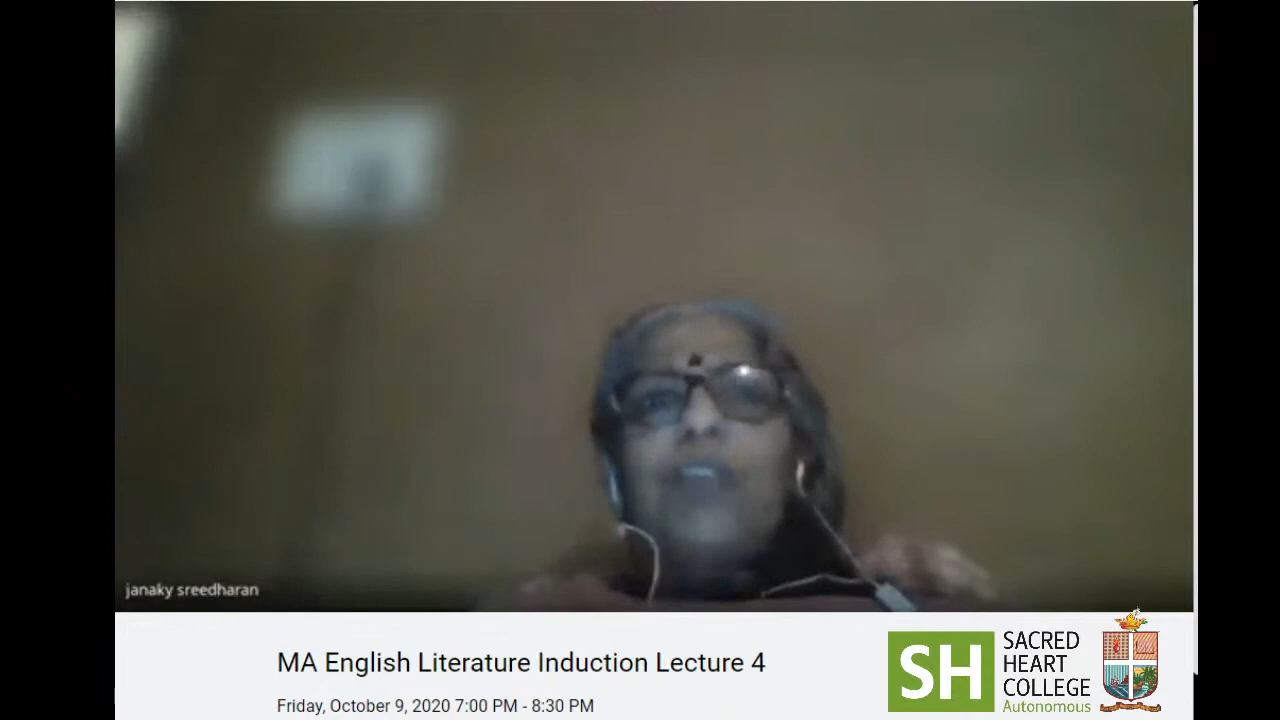 janaky sreedharan
MA English Literature Induction Lecture 4
Friday, October 9, 2020 7:00 PM - 8:30 PM
SH
SACRED
HEART
COLLEGE
Autonomous